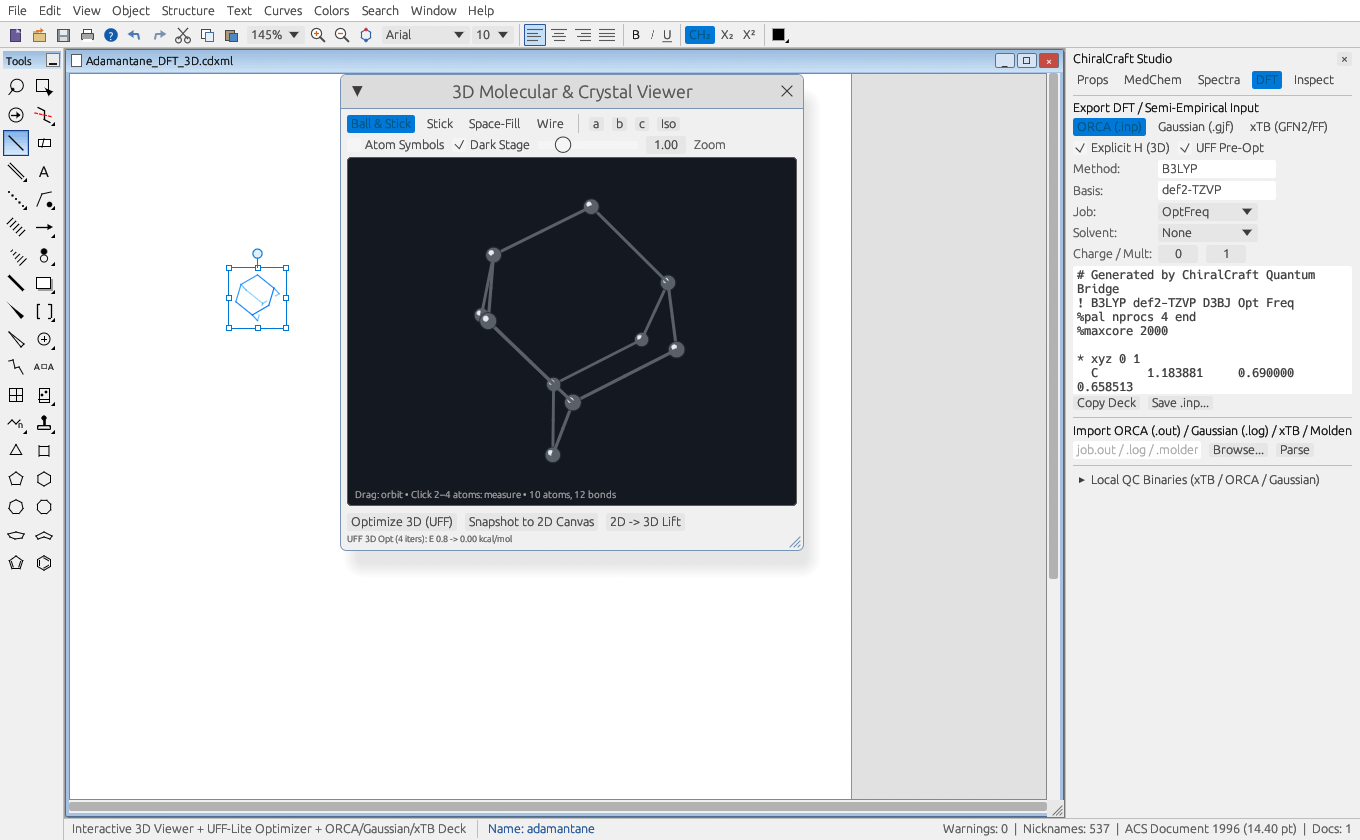 File Edit View Object Structure Text Curves Colors Search Window Help
145% Arial 10 B I U CH₂ X₂ X²
Tools
Adamantane_DFT_3D.cdxml
3D Molecular & Crystal Viewer
Ball & Stick Stick Space-Fill Wire a b c Iso
Atom Symbols Dark Stage 1.00 Zoom
Drag: orbit • Click 2–4 atoms: measure • 10 atoms, 12 bonds
Optimize 3D (UFF) Snapshot to 2D Canvas 2D -> 3D Lift
UFF 3D Opt (4 iters): E 0.8 -> 0.00 kcal/mol
A
A
A
n
ChiralCraft Studio
Props MedChem Spectra DFT Inspect
Export DFT / Semi-Empirical Input
ORCA (.inp) Gaussian (.gjf) xTB (GFN2/FF)
Explicit H (3D) UFF Pre-Opt
Method: B3LYP
Basis: def2-TZVP
Job: OptFreq
Solvent: None
Charge / Mult: 0 1
# Generated by ChiralCraft Quantum
Bridge
! B3LYP def2-TZVP D3BJ Opt Freq
%pal nprocs 4 end
%maxcore 2000
* xyz 0 1
C 1.183881 0.690000
0.658513
Copy Deck Save .inp...
Import ORCA (.out) / Gaussian (.log) / xTB / Molden
job.out / .log / .molden Browse... Parse
Local QC Binaries (xTB / ORCA / Gaussian)
Interactive 3D Viewer + UFF-Lite Optimizer + ORCA/Gaussian/xTB Deck Name: adamantane Warnings: 0 | Nicknames: 537 | ACS Document 1996 (14.40 pt) | Docs: 1